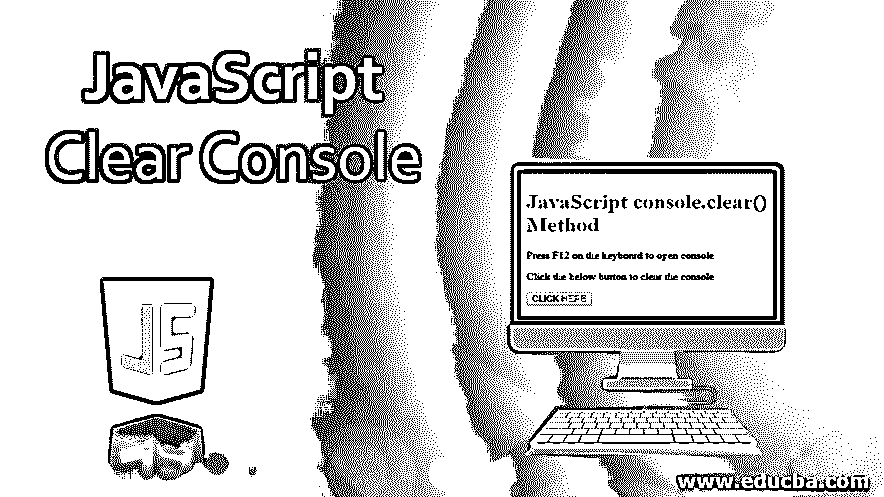 JavaScript
Clear Console
JavaScript console.clear()
Method
Press F12 on the keyboard to open console
Click the below button to clear the console
CLICK HERE
JS
www.educba.com